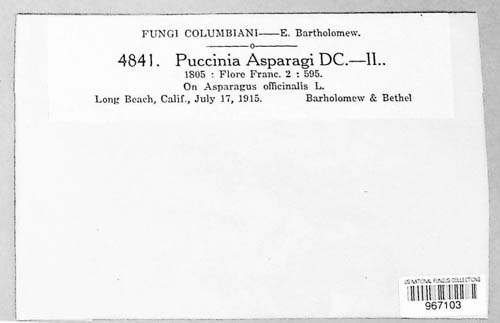 FUNGI COLUMBIANI—E. Bartholomew.
4841. Puccinia Asparagi DC.—II..
1805 : Flore Franc. 2 : 595.
On Asparagus officinalis L.
Long Beach, Calif., July 17, 1915. Bartholomew & Bethel
US NATIONAL FUNGUS COLLECTIONS
967103